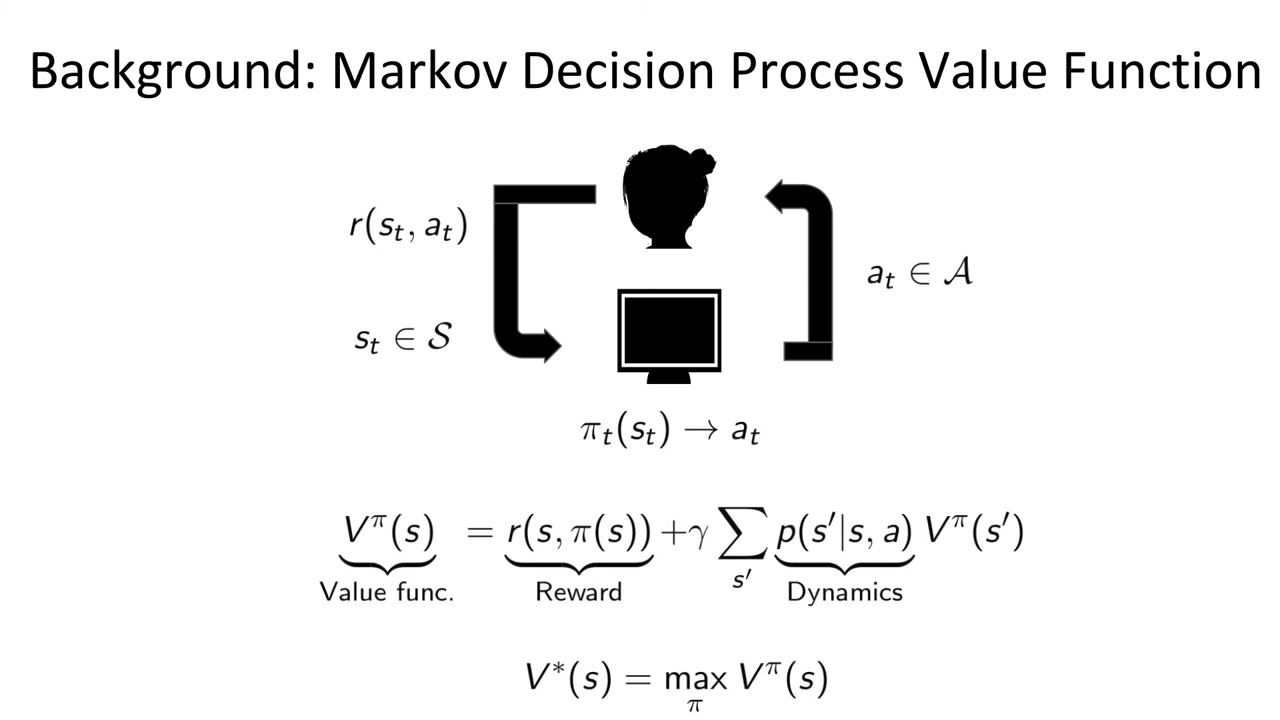 Background: Markov Decision Process Value Function
r(s_t, a_t)
a_t ∈ 𝒜
s_t ∈ 𝒮
π_t(s_t) → a_t
V^π(s) = r(s, π(s)) + γ ∑_{s′} p(s′|s, a) V^π(s′)
Value func. Reward Dynamics
V*(s) = max_π V^π(s)